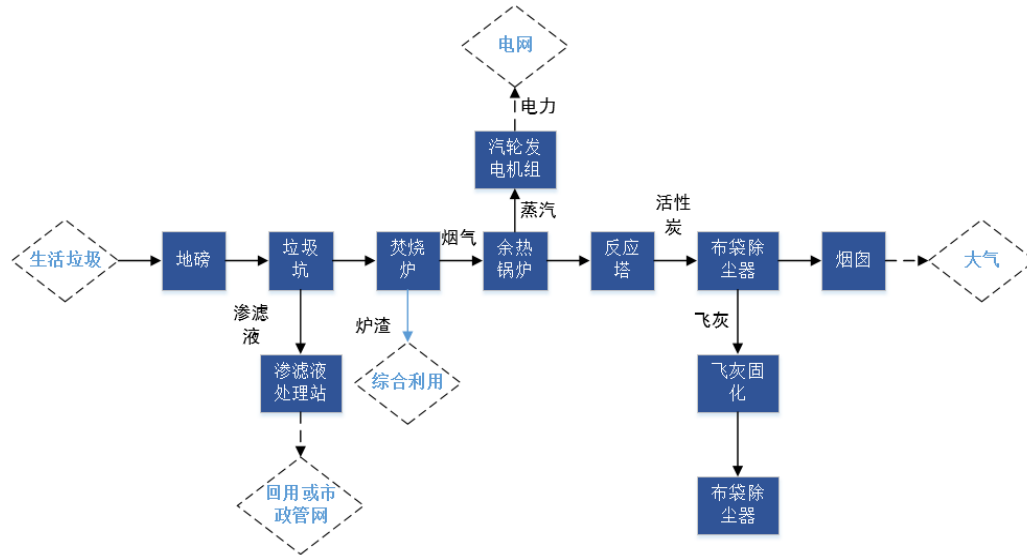 电网
电力
汽轮发
电机组
蒸汽
活性
炭
生活垃圾
地磅
垃圾
坑
焚烧
炉
烟气
余热
锅炉
反应
塔
布袋除
尘器
烟囱
大气
渗滤
液
炉渣
飞灰
渗滤液
处理站
综合利用
飞灰固
化
回用或市
政管网
布袋除
尘器